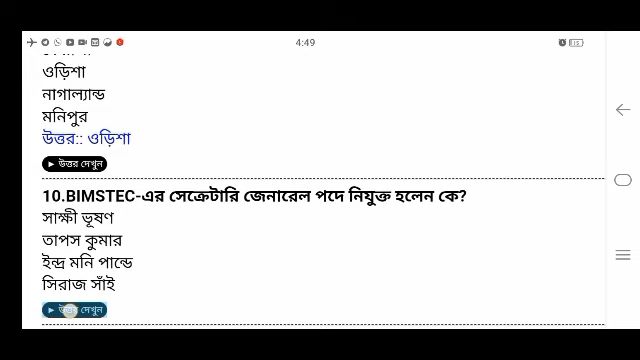 4:49
ওড়িশা
নাগাল্যান্ড
মনিপুর
উত্তর:: ওড়িশা
► উত্তর দেখুন
10.BIMSTEC-এর সেক্রেটারি জেনারেল পদে নিযুক্ত হলেন কে?
সাক্ষী ভূষণ
তাপস কুমার
ইন্দ্র মনি পান্ডে
সিরাজ সাঁই
► উত্তর দেখুন